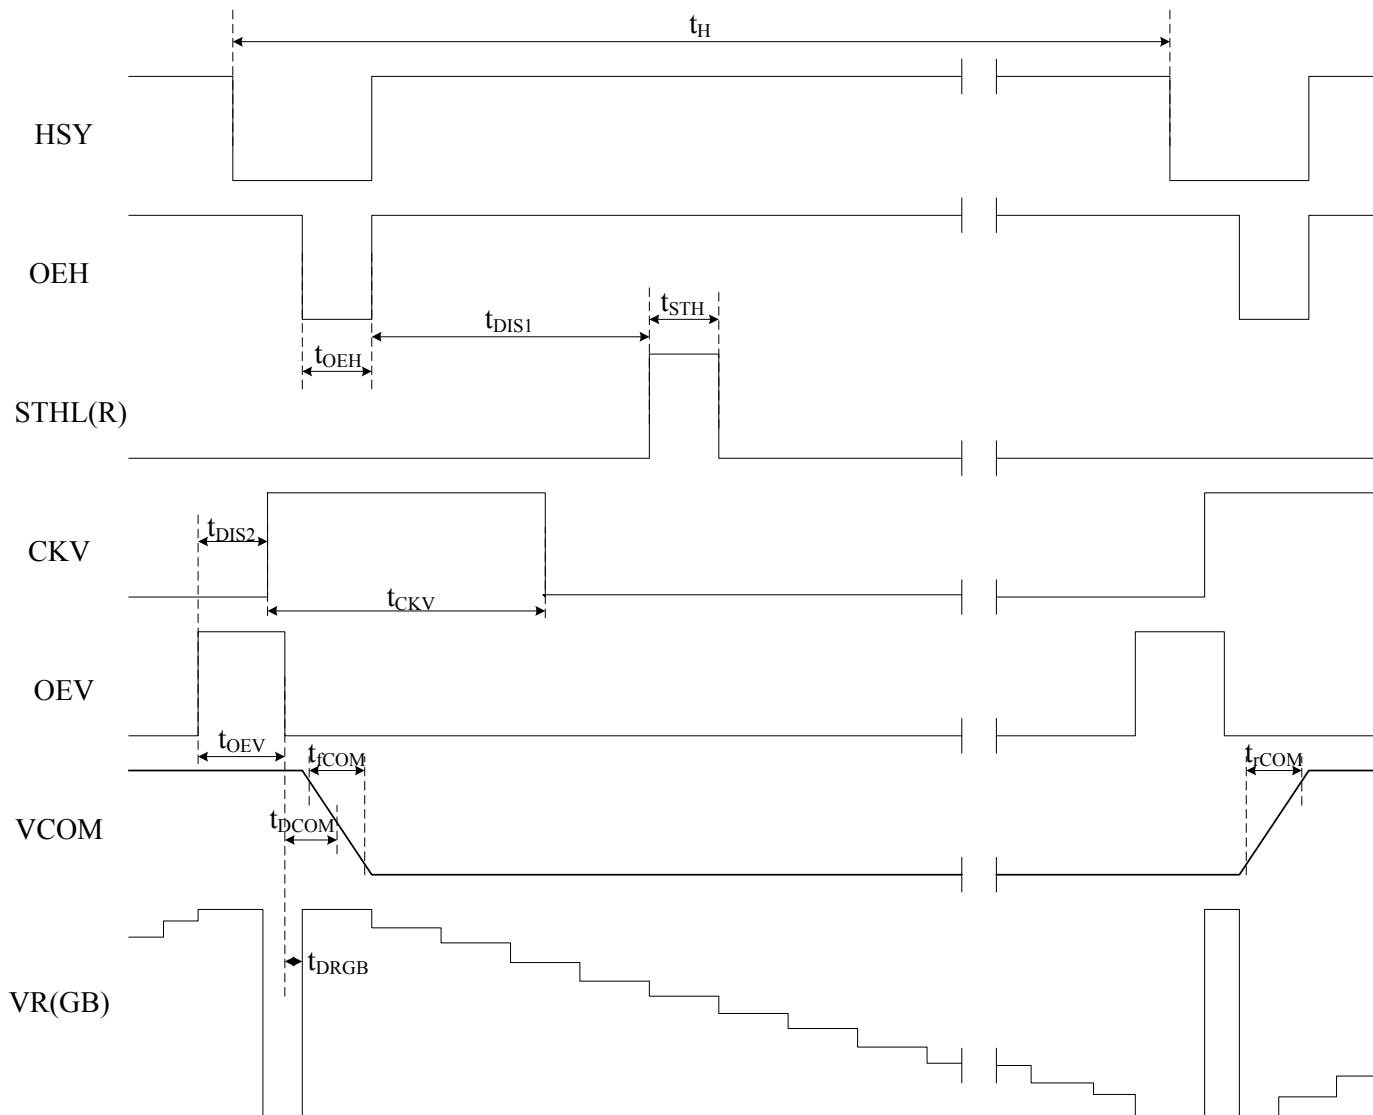 tH
HSY
OEH
tSTH
tDIS1
tOEH
STHL(R)
tDIS2
CKV
tCKV
OEV
tOEV
tfCOM
trCOM
tDCOM
VCOM
tDRGB
VR(GB)